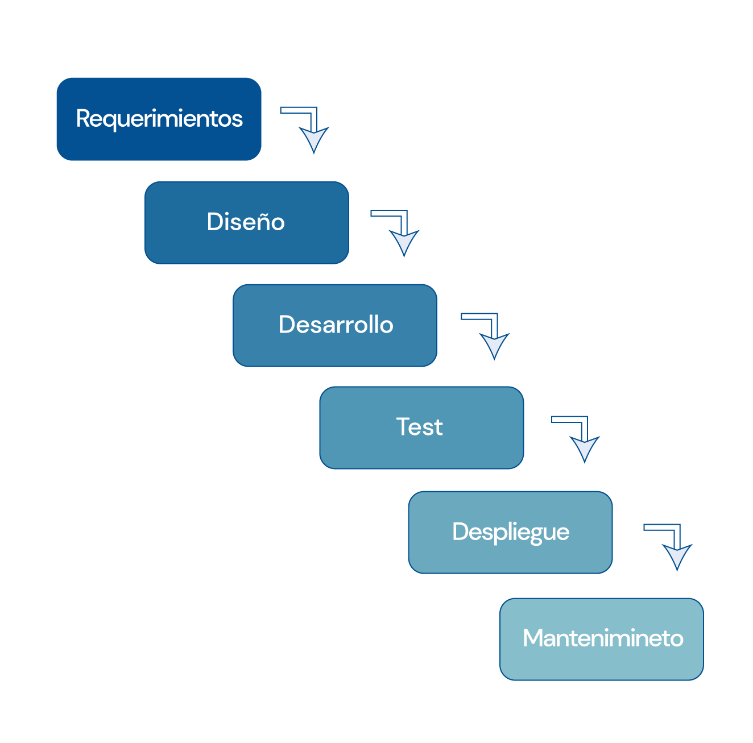 Requerimientos
Diseño
Desarrollo
Test
Despliegue
Mantenimineto